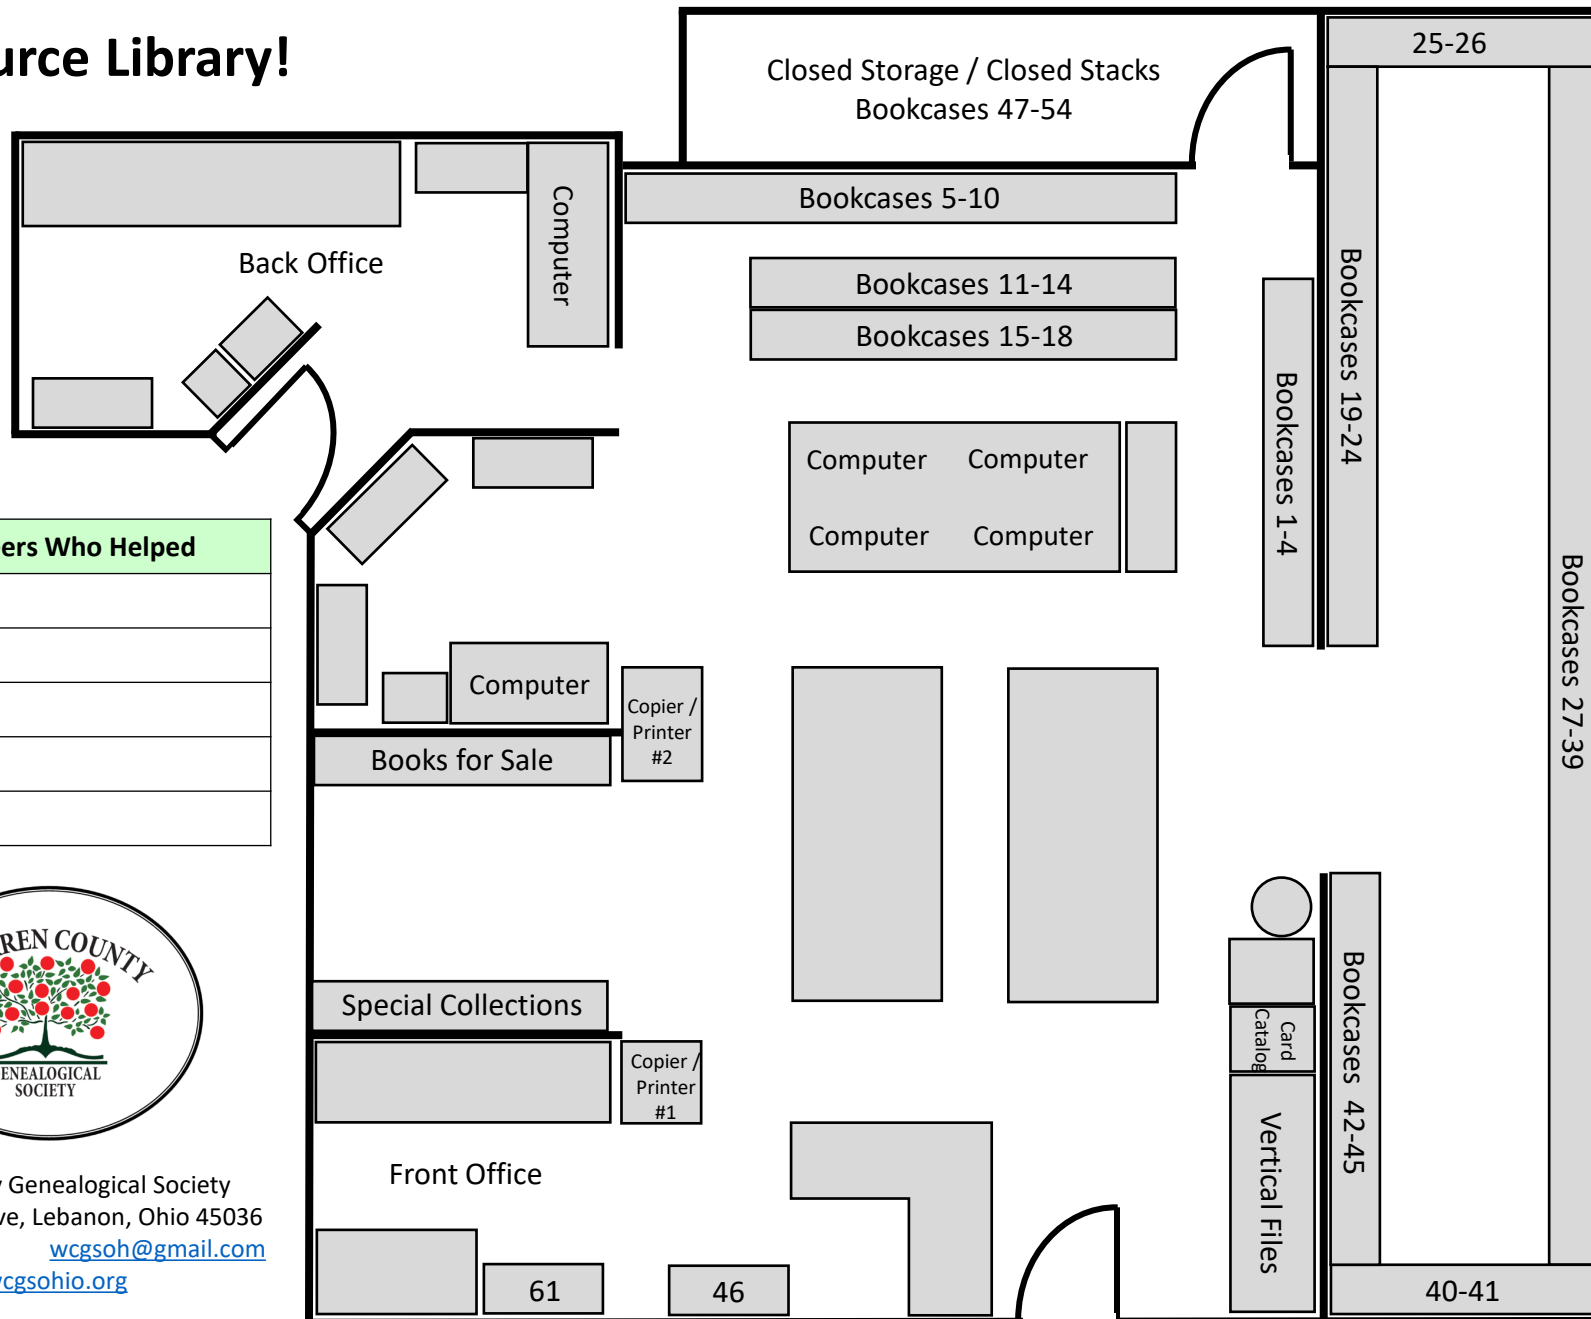 urce Library!
Closed Storage / Closed Stacks
Bookcases 47-54
25-26
Bookcases 5-10
Computer
Back Office
Bookcases 11-14
Bookcases 15-18
Bookcases 19-24
Bookcases 1-4
Computer Computer
Computer Computer
ers Who Helped
Bookcases 27-39
Computer
Copier /
Printer
#2
Books for Sale
REN COUNTY
ENEALOGICAL
SOCIETY
Special Collections
Copier /
Printer
#1
Card
Catalog
Bookcases 42-45
Vertical Files
Front Office
y Genealogical Society
ve, Lebanon, Ohio 45036
wcgsoh@gmail.com
cgsohio.org
61
46
40-41